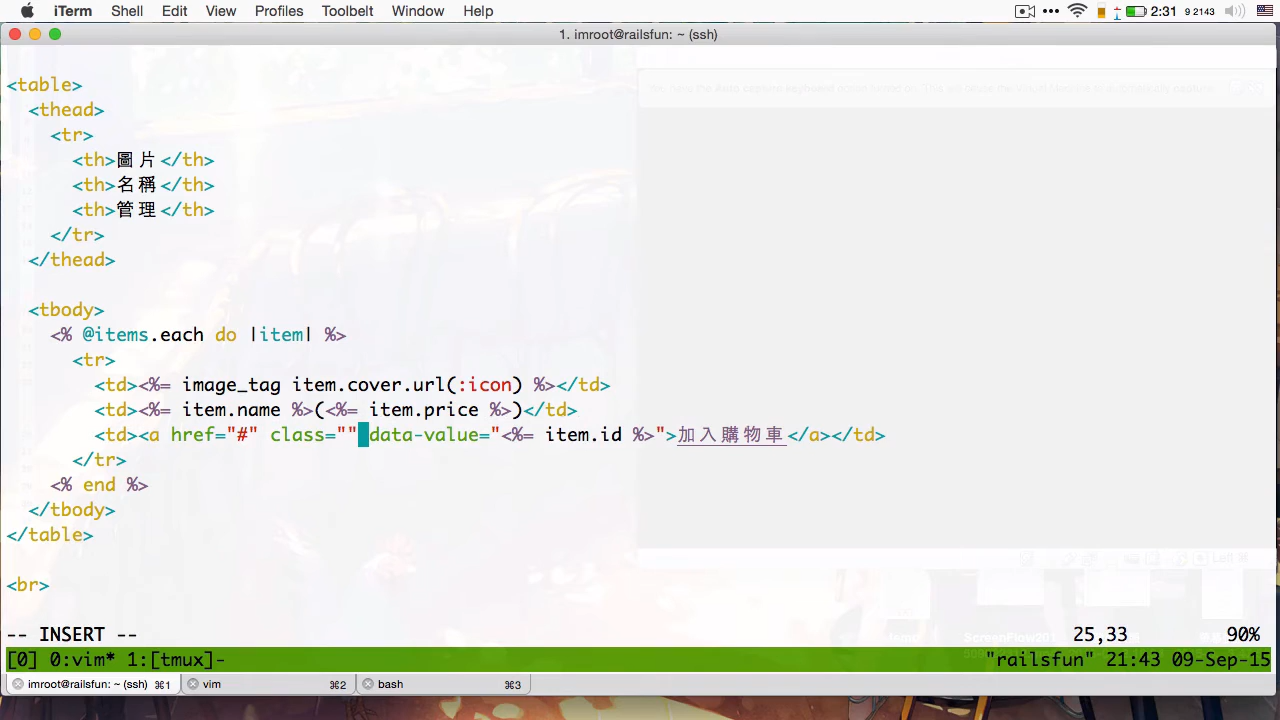 iTerm Shell Edit View Profiles Toolbelt Window Help 2:31 9 2143
1. imroot@railsfun: ~ (ssh)
<table>
<thead>
<tr>
<th>圖片</th>
<th>名稱</th>
<th>管理</th>
</tr>
</thead>
<tbody>
<% @items.each do |item| %>
<tr>
<td><%= image_tag item.cover.url(:icon) %></td>
<td><%= item.name %>(<%= item.price %>)</td>
<td><a href="#" class="" data-value="<%= item.id %>">加入購物車</a></td>
</tr>
<% end %>
</tbody>
</table>
<br>
-- INSERT -- 25,33 90%
[0] 0:vim* 1:[tmux]- "railsfun" 21:43 09-Sep-15
imroot@railsfun: ~ (ssh) ⌘1 vim ⌘2 bash ⌘3